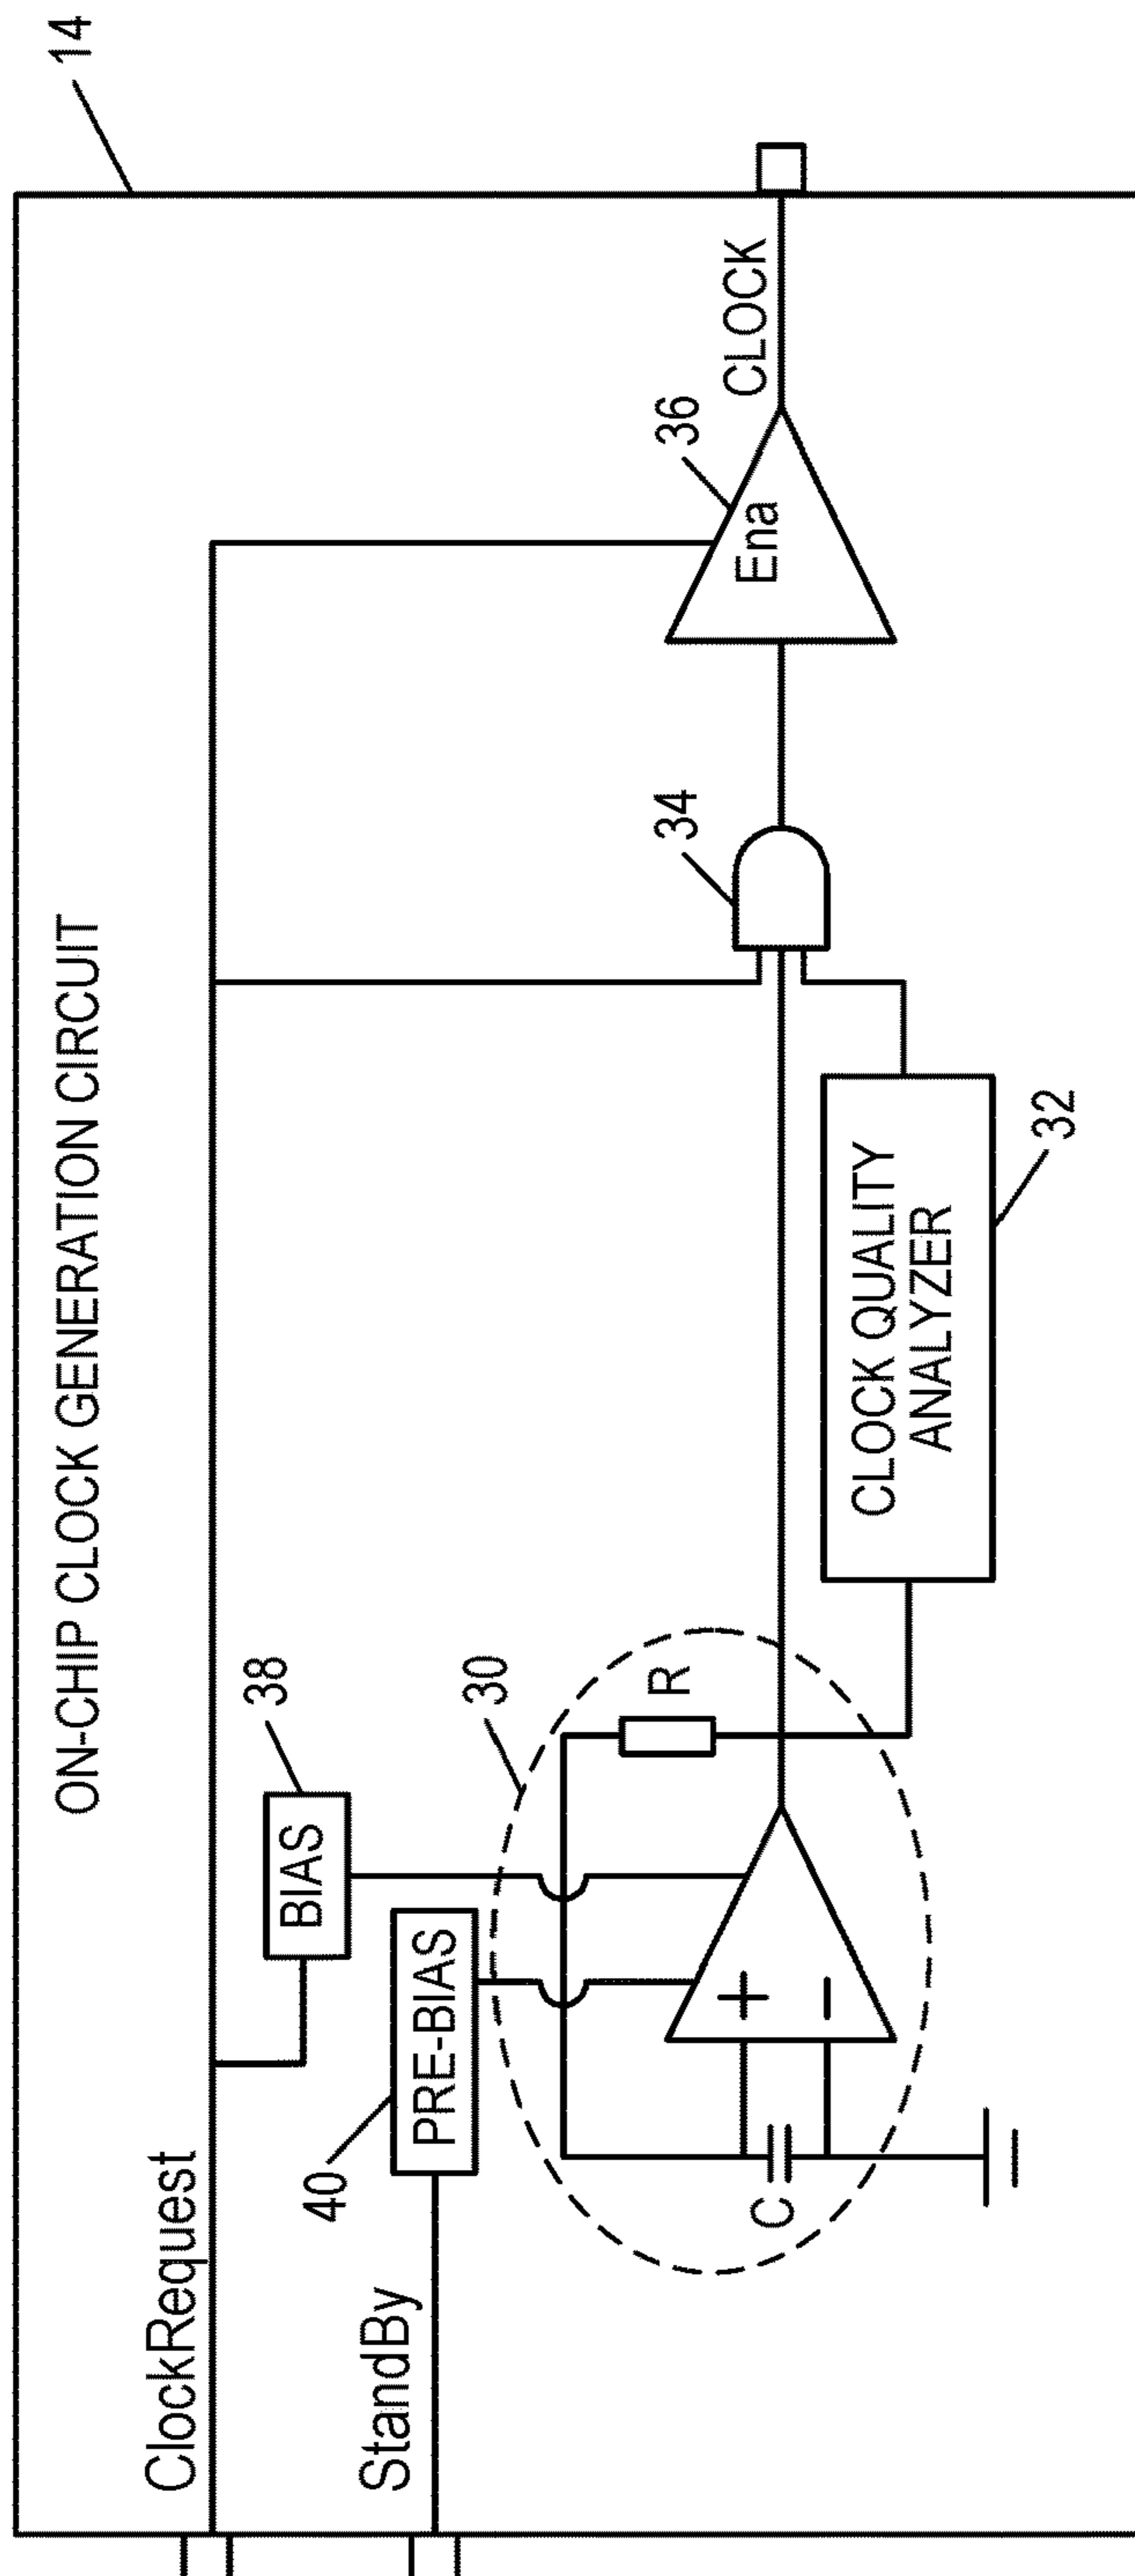 ON-CHIP CLOCK GENERATION CIRCUIT
14
ClockRequest
38
BIAS
StandBy
40
PRE-BIAS
30
R
C
+
−
34
36
Ena
CLOCK
CLOCK QUALITY
ANALYZER
32